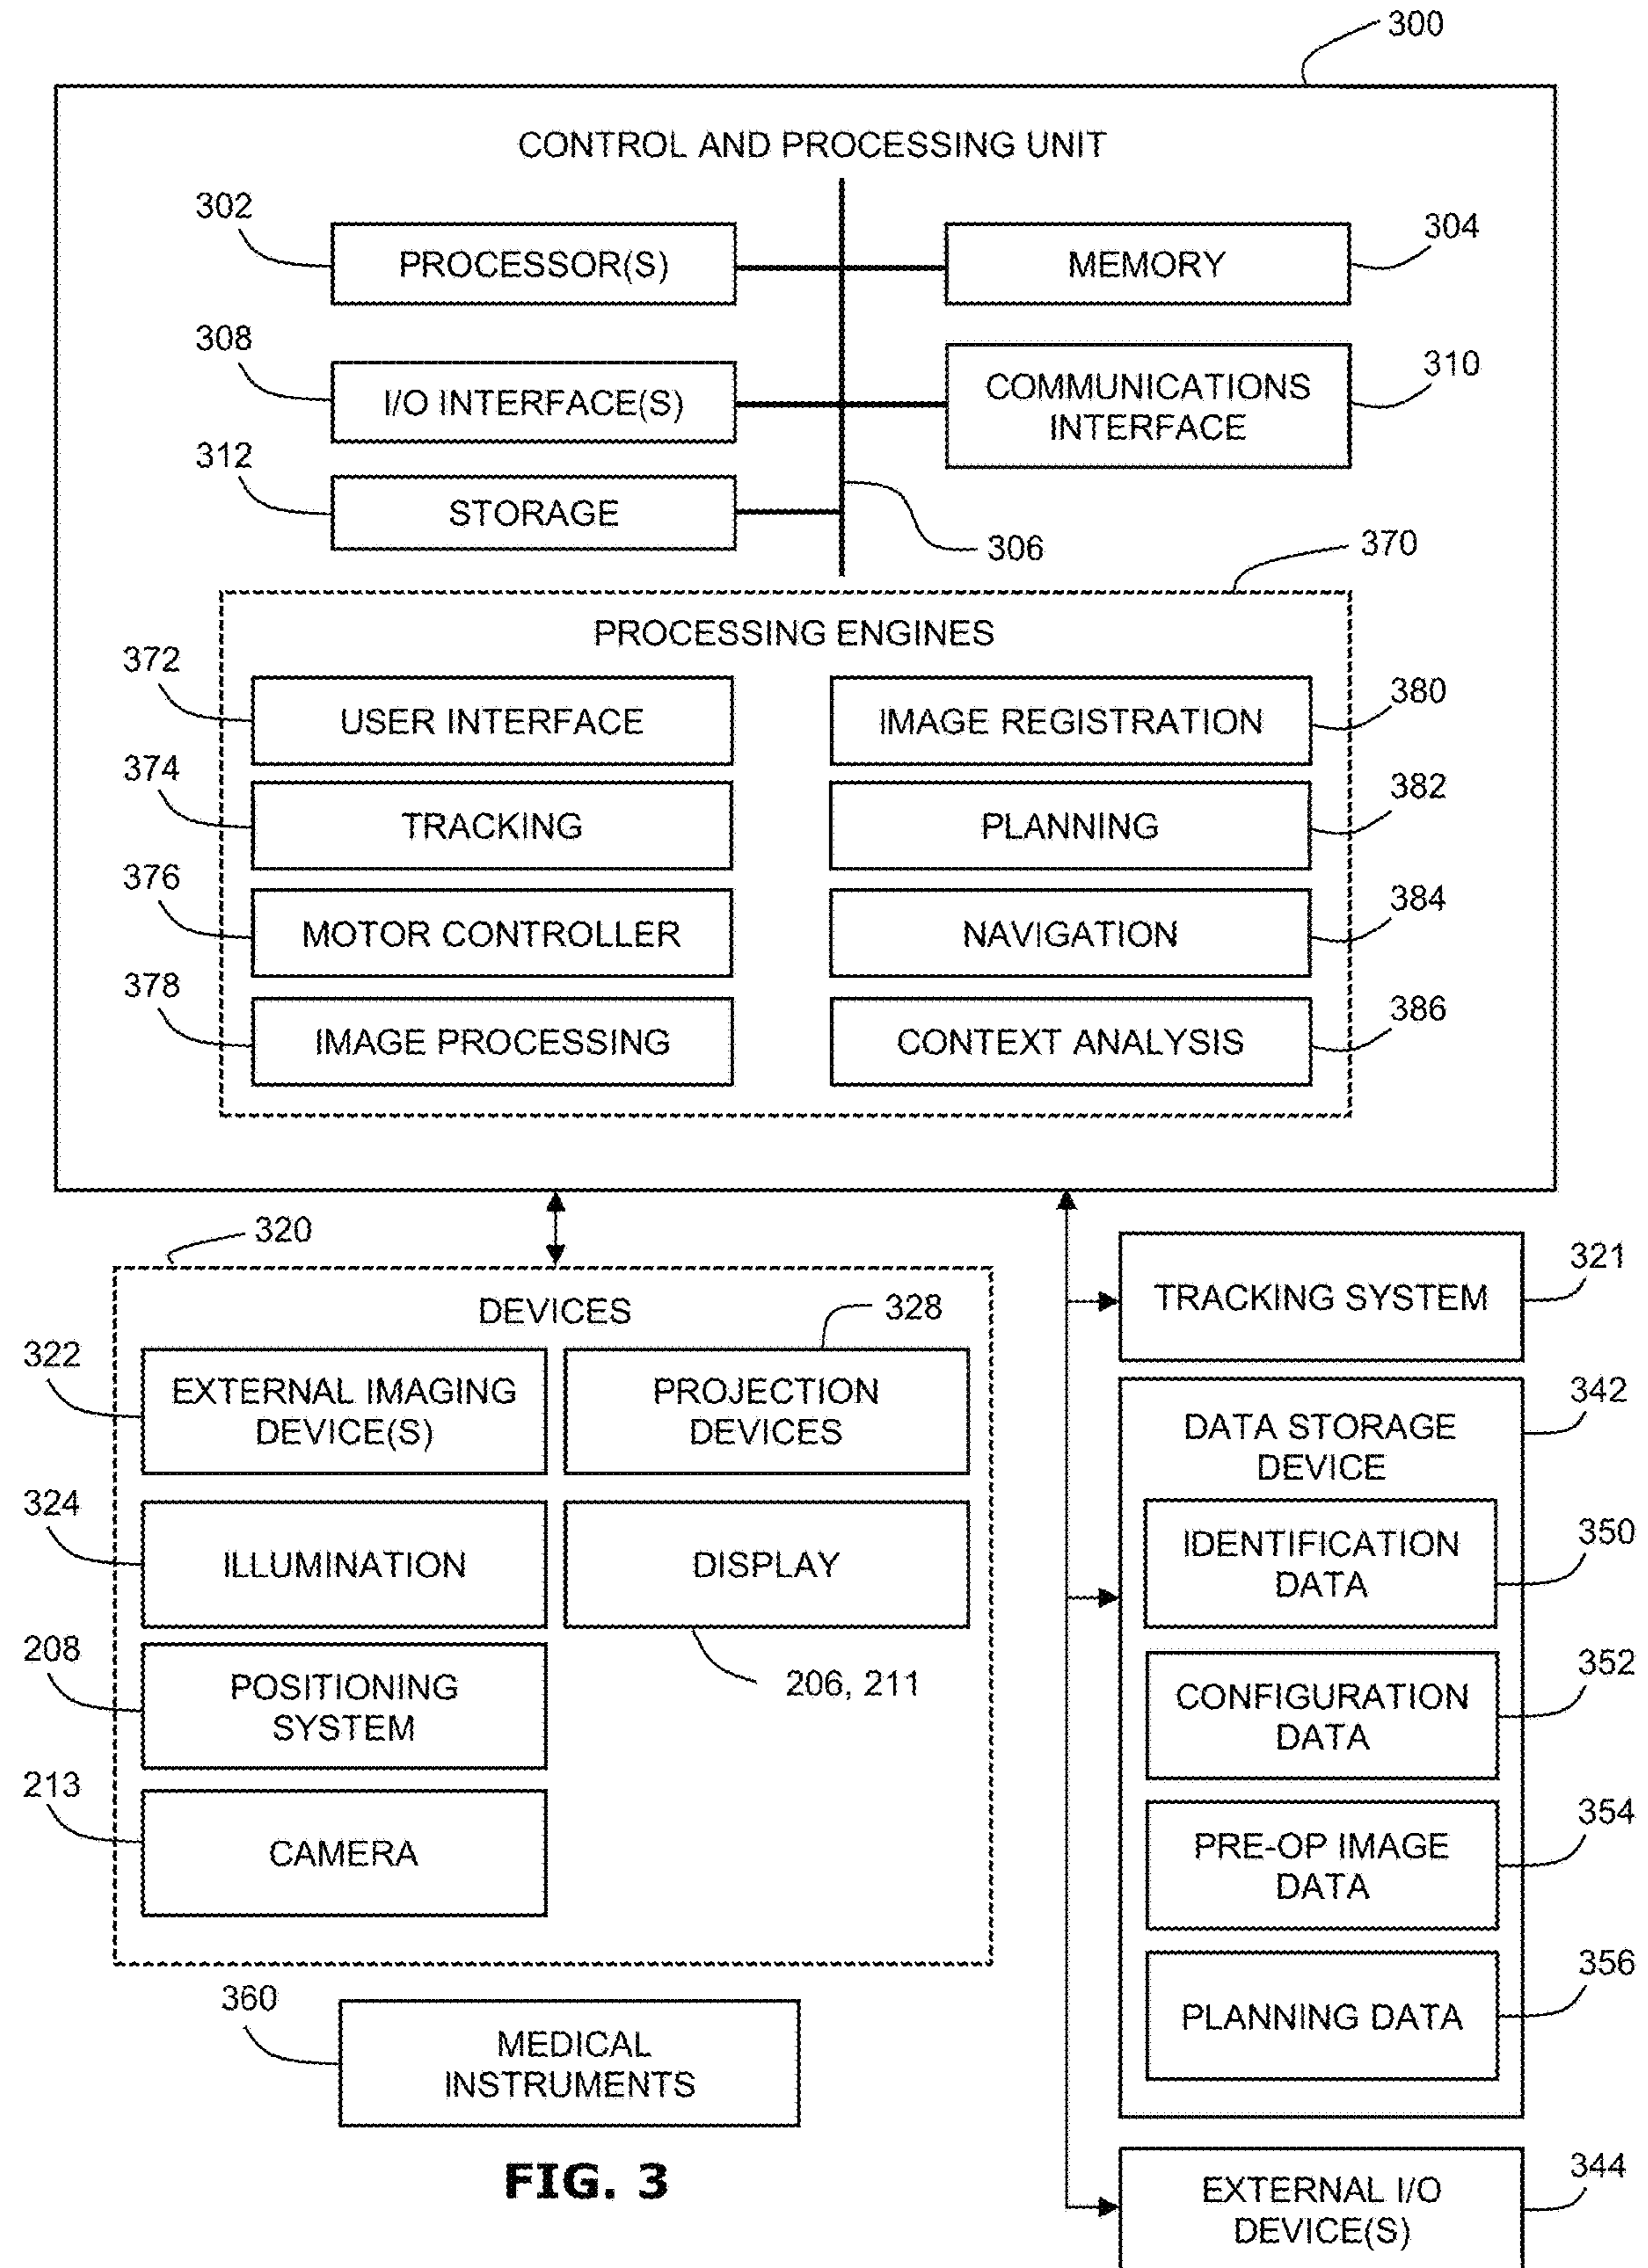 300
CONTROL AND PROCESSING UNIT
302
PROCESSOR(S)
MEMORY
304
308
I/O INTERFACE(S)
COMMUNICATIONS
INTERFACE
310
312
STORAGE
306
370
PROCESSING ENGINES
372
USER INTERFACE
IMAGE REGISTRATION
380
374
TRACKING
PLANNING
382
376
MOTOR CONTROLLER
NAVIGATION
384
378
IMAGE PROCESSING
CONTEXT ANALYSIS
386
320
DEVICES
328
322
EXTERNAL IMAGING
DEVICE(S)
PROJECTION
DEVICES
324
ILLUMINATION
DISPLAY
208
POSITIONING
SYSTEM
206, 211
213
CAMERA
360
MEDICAL
INSTRUMENTS
TRACKING SYSTEM
321
342
DATA STORAGE
DEVICE
IDENTIFICATION
DATA
350
CONFIGURATION
DATA
352
PRE-OP IMAGE
DATA
354
PLANNING DATA
356
EXTERNAL I/O
DEVICE(S)
344
FIG. 3